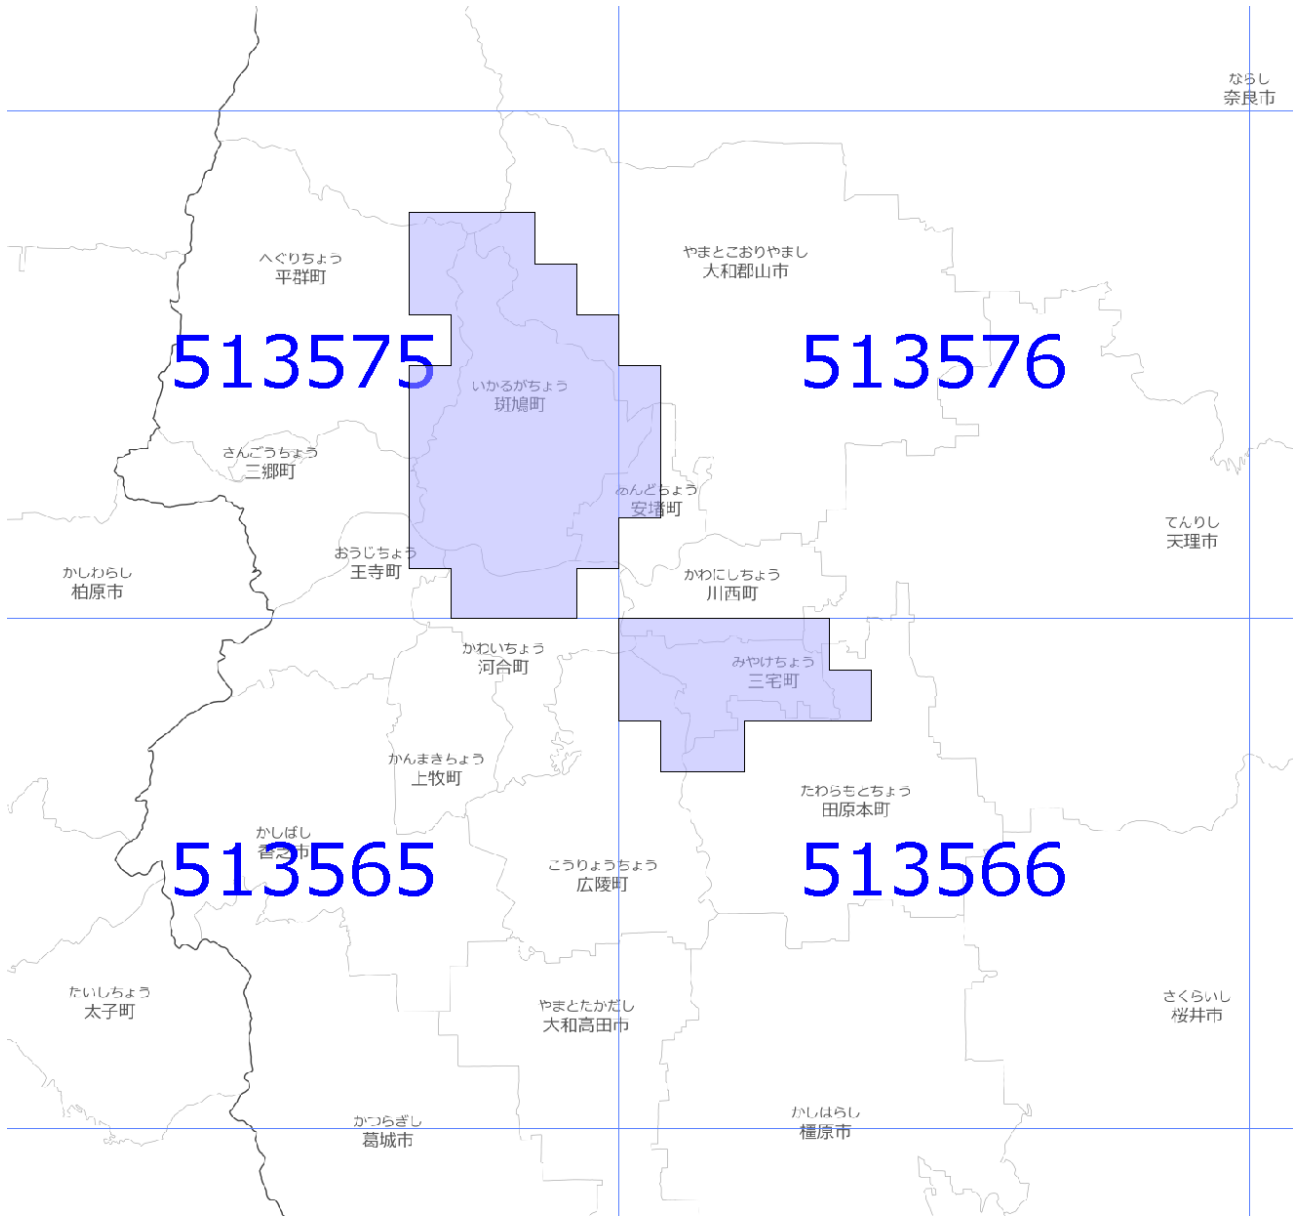 ならし
奈良市
へぐりちょう
平群町
やまとこおりやまし
大和郡山市
513575
513576
いかるがちょう
斑鳩町
さんごうちょう
三郷町
あんどちょう
安堵町
てんりし
天理市
おうじちょう
王寺町
かしわらし
柏原市
かわにしちょう
川西町
かわいちょう
河合町
みやけちょう
三宅町
かんまきちょう
上牧町
たわらもとちょう
田原本町
かしばし
香芝市
513565
こうりょうちょう
広陵町
513566
たいしちょう
太子町
やまとたかだし
大和高田市
さくらいし
桜井市
かつらぎし
葛城市
かしはらし
橿原市